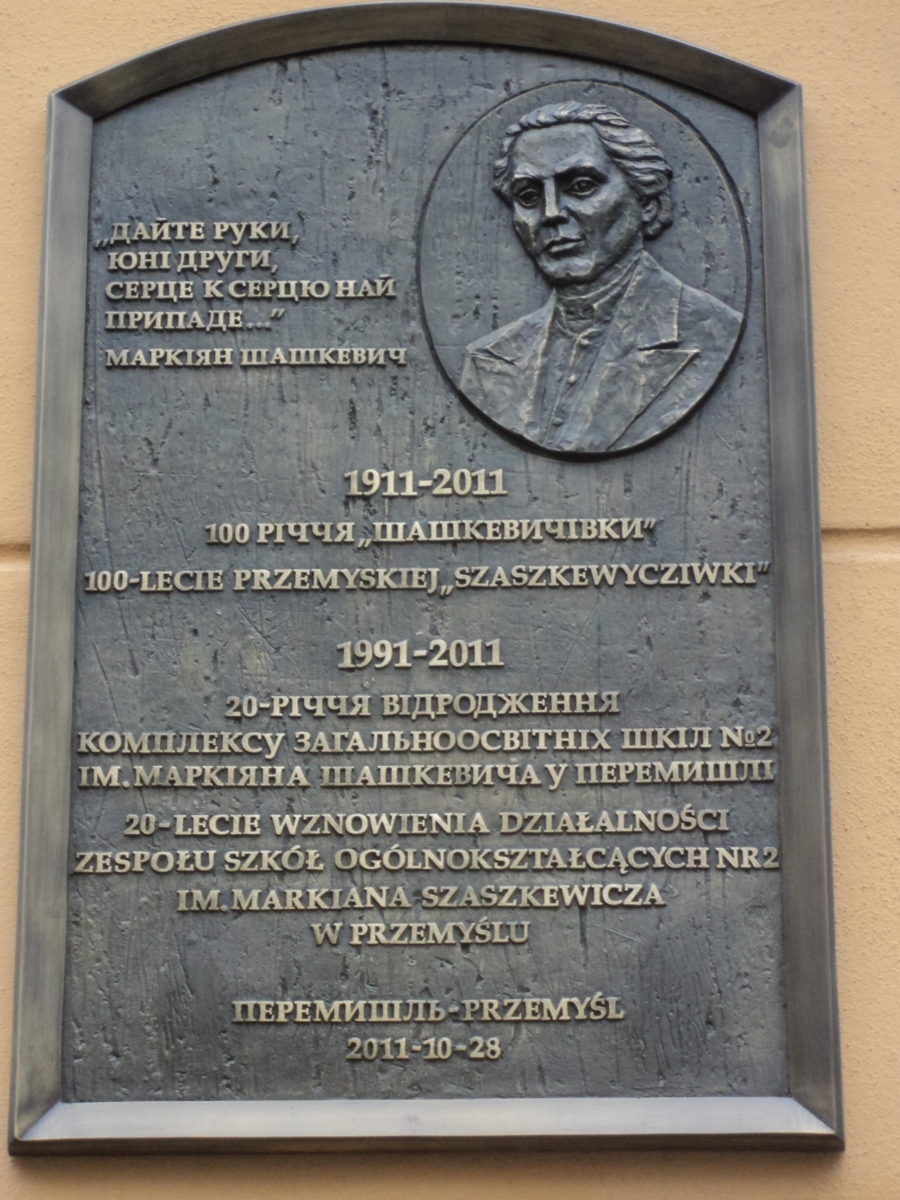 „ДАЙТЕ РУКИ,
ЮНІ ДРУГИ,
СЕРЦЕ К СЕРЦЮ НАЙ
ПРИПАДЕ...”
МАРКІЯН ШАШКЕВИЧ
1911-2011
100 РІЧЧЯ „ШАШКЕВИЧІВКИ”
100-LECIE PRZEMYSKIEJ „SZASZKEWYCZIWKI”
1991-2011
20-РІЧЧЯ ВІДРОДЖЕННЯ
КОМПЛЕКСУ ЗАГАЛЬНООСВІТНІХ ШКІЛ №2
ІМ. МАРКІЯНА ШАШКЕВИЧА У ПЕРЕМИШЛІ
20-LECIE WZNOWIENIA DZIAŁALNOŚCI
ZESPOŁU SZKÓŁ OGÓLNOKSZTAŁCĄCYCH NR2
IM. MARKIANA SZASZKEWICZA
W PRZEMYŚLU
ПЕРЕМИШЛЬ-PRZEMYŚL
2011-10-28